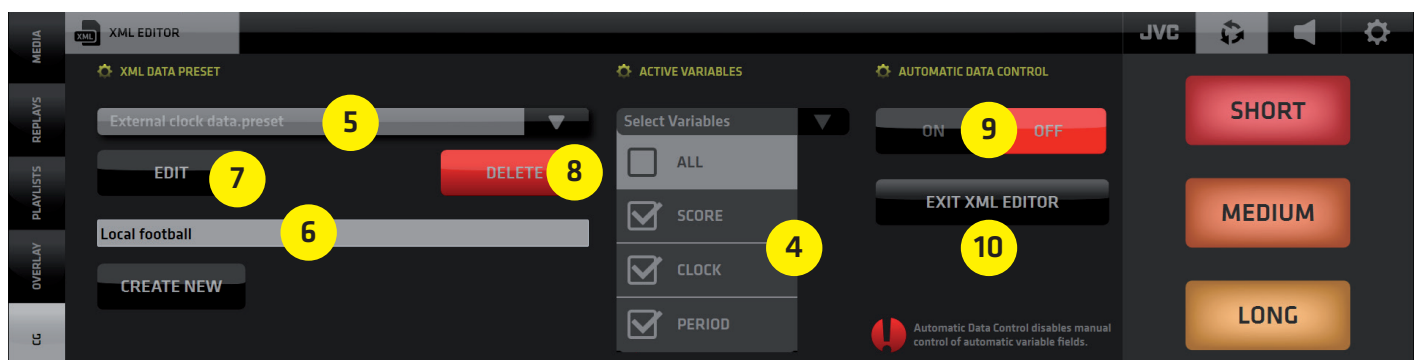 MEDIA
REPLAYS
PLAYLISTS
OVERLAY
CG
XML
XML EDITOR
JVC
XML DATA PRESET
External clock data.preset
5
EDIT
7
DELETE
8
Local football
6
CREATE NEW
ACTIVE VARIABLES
Select Variables
ALL
SCORE
CLOCK
PERIOD
4
AUTOMATIC DATA CONTROL
ON
9
OFF
EXIT XML EDITOR
10
Automatic Data Control disables manual
control of automatic variable fields.
SHORT
MEDIUM
LONG